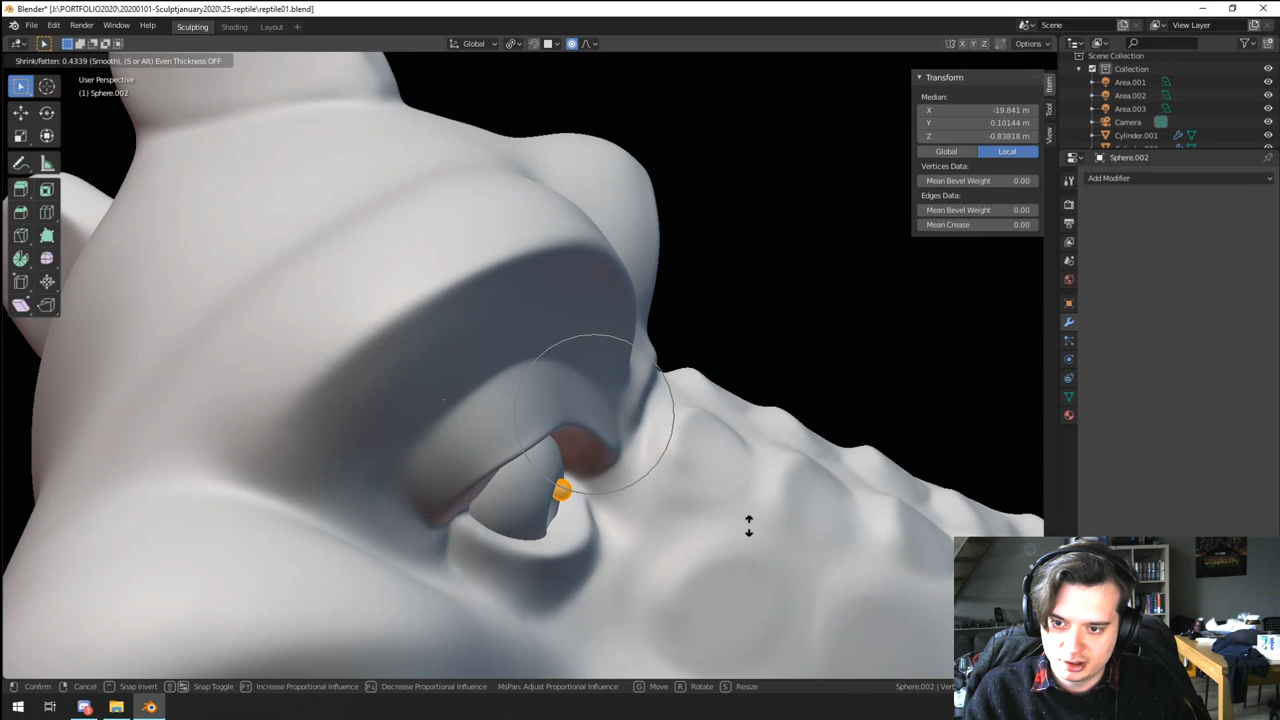 Blender* [J:\PORTFOLIO2020\20200101-Sculptjanuary2020\25-reptile\reptile01.blend]
File Edit Render Window Help Sculpting Shading Layout + Scene View Layer
Global X Y Z Options
Shrink/fatten: 0.4339 (Smooth), (S or Alt) Even Thickness OFF
User Perspective
(1) Sphere.002
Transform
Median:
X -19.841 m
Y 0.10144 m
Z -0.83818 m
Global Local
Vertices Data:
Mean Bevel Weight 0.00
Edges Data:
Mean Bevel Weight 0.00
Mean Crease 0.00
Item
Tool
View
Scene Collection
Collection
Area.001
Area.002
Area.003
Camera
Cylinder.001
Sphere.002
Add Modifier
Confirm Cancel Snap Invert Snap Toggle Increase Proportional Influence Decrease Proportional Influence MsPan: Adjust Proportional Influence G Move R Rotate S Resize Sphere.002 | Ver